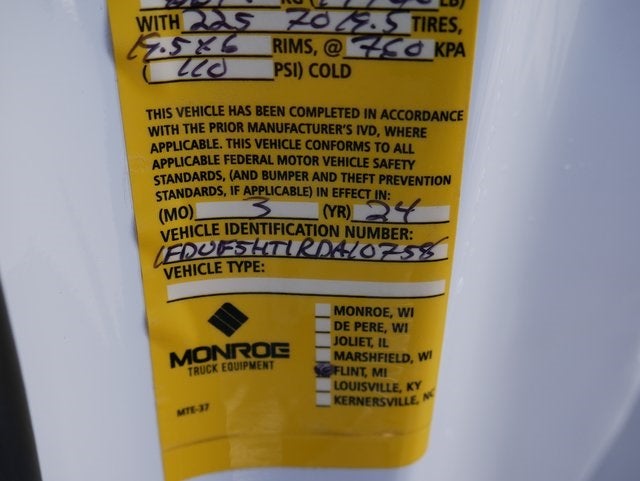 KG ( LB)
WITH 225 70 19.5 TIRES,
19.5 x 6 RIMS, @ 760 KPA
( 110 PSI) COLD
THIS VEHICLE HAS BEEN COMPLETED IN ACCORDANCE
WITH THE PRIOR MANUFACTURER'S IVD, WHERE
APPLICABLE. THIS VEHICLE CONFORMS TO ALL
APPLICABLE FEDERAL MOTOR VEHICLE SAFETY
STANDARDS, (AND BUMPER AND THEFT PREVENTION
STANDARDS, IF APPLICABLE) IN EFFECT IN:
(MO) 3 (YR) 24
VEHICLE IDENTIFICATION NUMBER:
1FDUF5HT1RDA10758
VEHICLE TYPE:
MONROE, WI
DE PERE, WI
JOLIET, IL
MARSHFIELD, WI
FLINT, MI
LOUISVILLE, KY
KERNERSVILLE, NC
MONROE
TRUCK EQUIPMENT
MTE-37